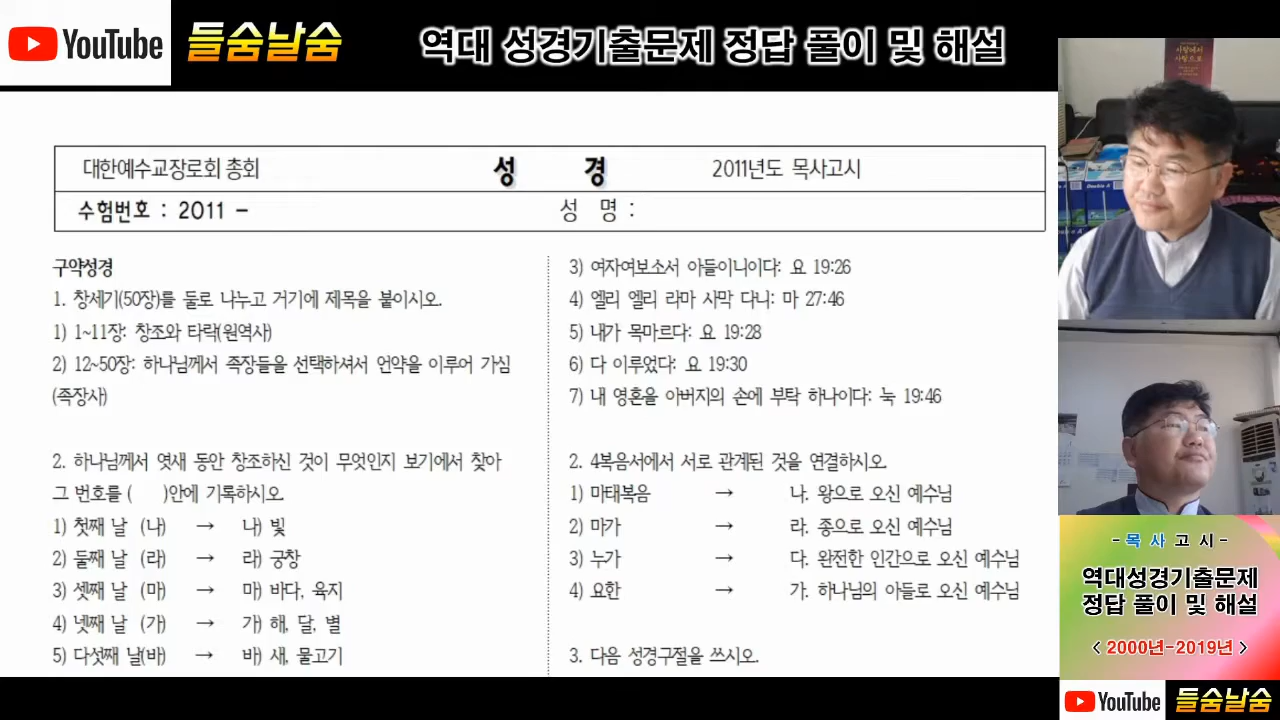 YouTube 들숨날숨 역대 성경기출문제 정답 풀이 및 해설
대한예수교장로회 총회 성 경 2011년도 목사고시
수험번호 : 2011 - 성 명 :
구약성경
1. 창세기(50장)를 둘로 나누고 거기에 제목을 붙이시오.
1) 1~11장: 창조와 타락(원역사)
2) 12~50장: 하나님께서 족장들을 선택하셔서 언약을 이루어 가심
(족장사)
2. 하나님께서 엿새 동안 창조하신 것이 무엇인지 보기에서 찾아
그 번호를 ( )안에 기록하시오.
1) 첫째 날 (나) → 나) 빛
2) 둘째 날 (라) → 라) 궁창
3) 셋째 날 (마) → 마) 바다, 육지
4) 넷째 날 (가) → 가) 해, 달, 별
5) 다섯째 날(바) → 바) 새, 물고기
3) 여자여보소서 아들이니이다: 요 19:26
4) 엘리 엘리 라마 사막 다니: 마 27:46
5) 내가 목마르다: 요 19:28
6) 다 이루었다: 요 19:30
7) 내 영혼을 아버지의 손에 부탁 하나이다: 눅 19:46
2. 4복음서에서 서로 관계된 것을 연결하시오.
1) 마태복음 → 나. 왕으로 오신 예수님
2) 마가 → 라. 종으로 오신 예수님
3) 누가 → 다. 완전한 인간으로 오신 예수님
4) 요한 → 가. 하나님의 아들로 오신 예수님
3. 다음 성경구절을 쓰시오.
사랑에서
사랑으로
Double A
- 목 사 고 시 -
역대성경기출문제
정답 풀이 및 해설
< 2000년-2019년 >
YouTube 들숨날숨